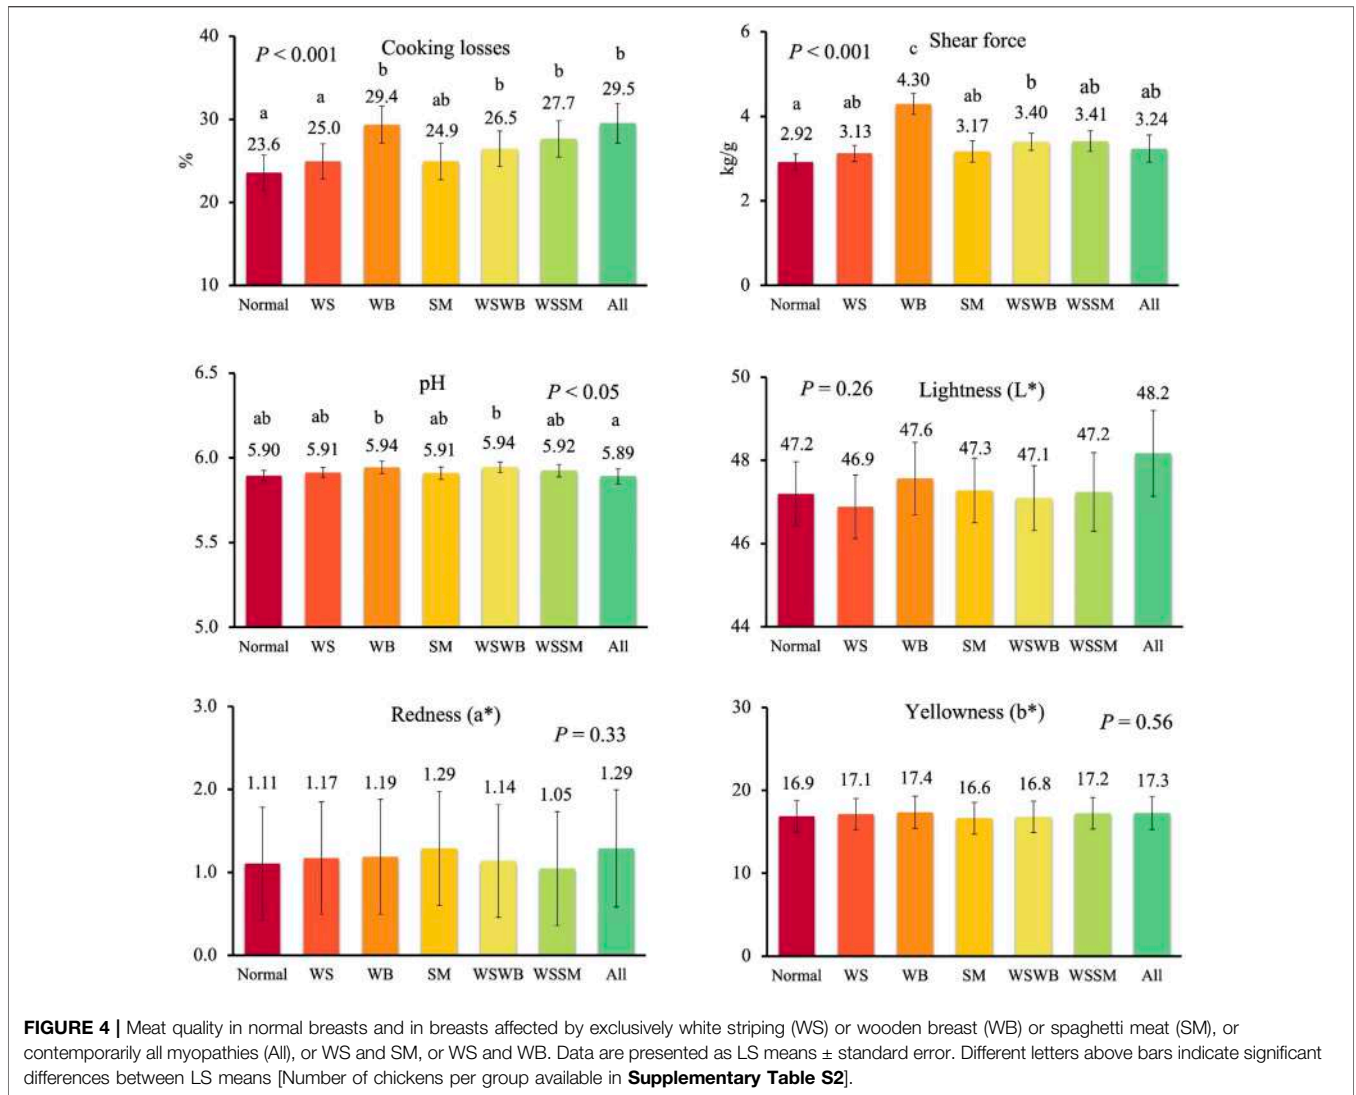 Cooking losses
P < 0.001
40
30
20
10
%
a a b ab b b b
23.6 25.0 29.4 24.9 26.5 27.7 29.5
Normal WS WB SM WSWB WSSM All
Shear force
P < 0.001
6
4
2
0
kg/g
a ab c ab b ab ab
2.92 3.13 4.30 3.17 3.40 3.41 3.24
Normal WS WB SM WSWB WSSM All
pH
P < 0.05
6.5
6.0
5.5
5.0
ab ab b ab b ab a
5.90 5.91 5.94 5.91 5.94 5.92 5.89
Normal WS WB SM WSWB WSSM All
Lightness (L*)
P = 0.26
50
48
46
44
47.2 46.9 47.6 47.3 47.1 47.2 48.2
Normal WS WB SM WSWB WSSM All
Redness (a*)
P = 0.33
3.0
2.0
1.0
0.0
1.11 1.17 1.19 1.29 1.14 1.05 1.29
Normal WS WB SM WSWB WSSM All
Yellowness (b*)
P = 0.56
30
20
10
0
16.9 17.1 17.4 16.6 16.8 17.2 17.3
Normal WS WB SM WSWB WSSM All
FIGURE 4 | Meat quality in normal breasts and in breasts affected by exclusively white striping (WS) or wooden breast (WB) or spaghetti meat (SM), or
contemporarily all myopathies (All), or WS and SM, or WS and WB. Data are presented as LS means ± standard error. Different letters above bars indicate significant
differences between LS means [Number of chickens per group available in Supplementary Table S2].